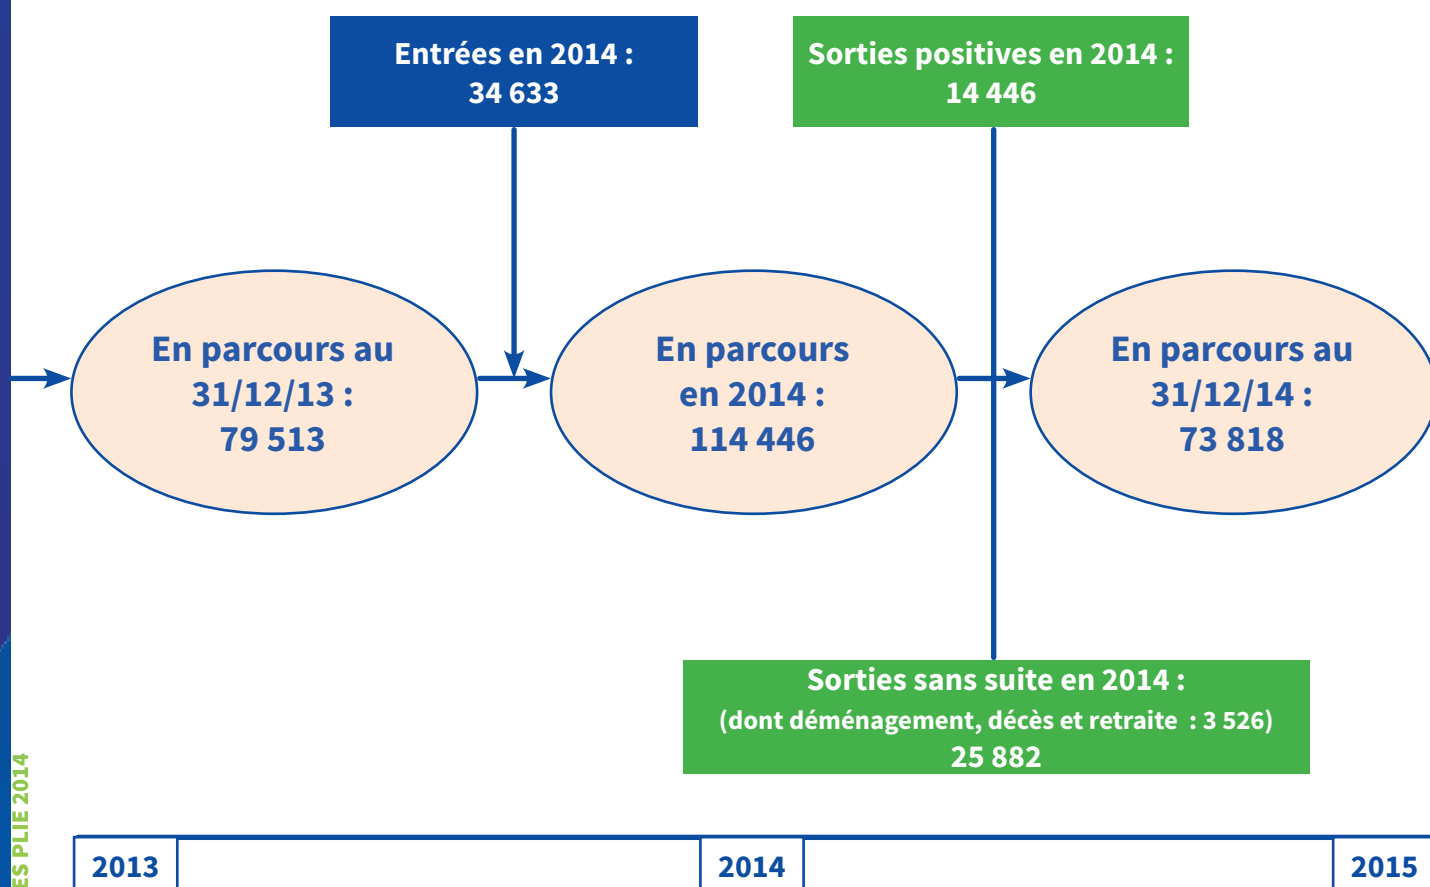 Entrées en 2014 :
34 633
Sorties positives en 2014 :
14 446
En parcours au
31/12/13 :
79 513
En parcours
en 2014 :
114 446
En parcours au
31/12/14 :
73 818
Sorties sans suite en 2014 :
(dont déménagement, décès et retraite : 3 526)
25 882
ES PLIE 2014
2013
2014
2015